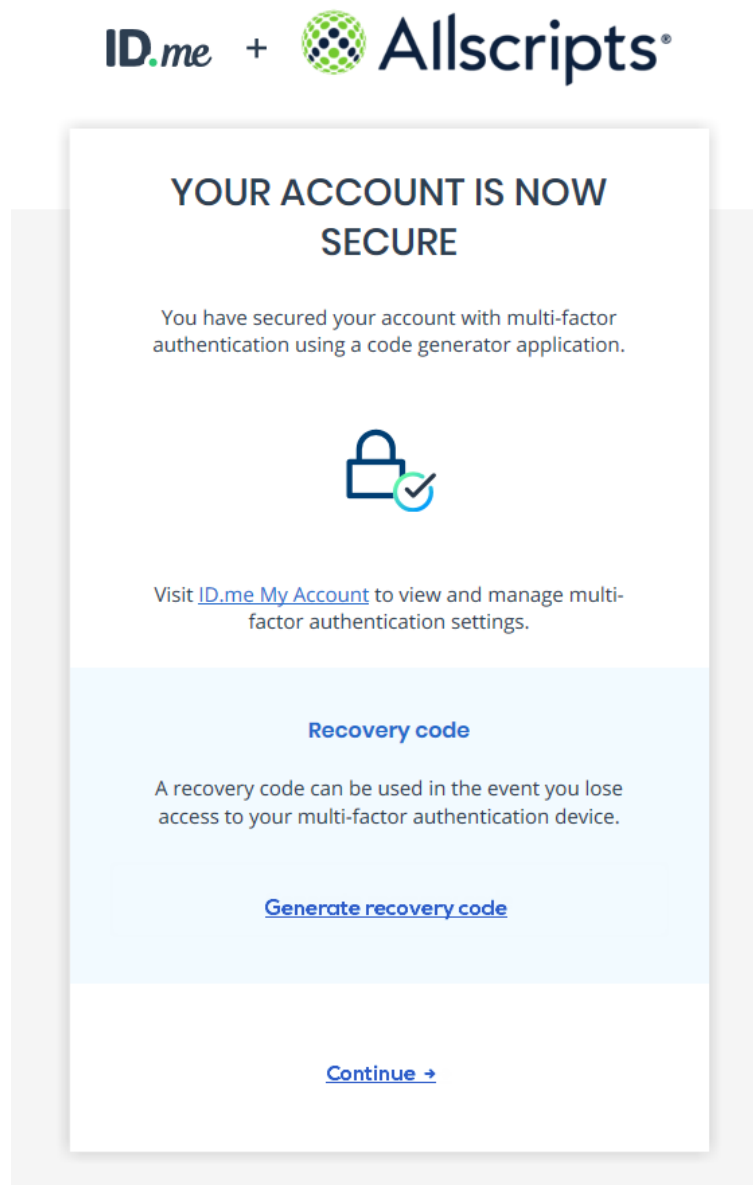 ID.me + Allscripts®
YOUR ACCOUNT IS NOW
SECURE
You have secured your account with multi-factor
authentication using a code generator application.
Visit ID.me My Account to view and manage multi-
factor authentication settings.
Recovery code
A recovery code can be used in the event you lose
access to your multi-factor authentication device.
Generate recovery code
Continue →